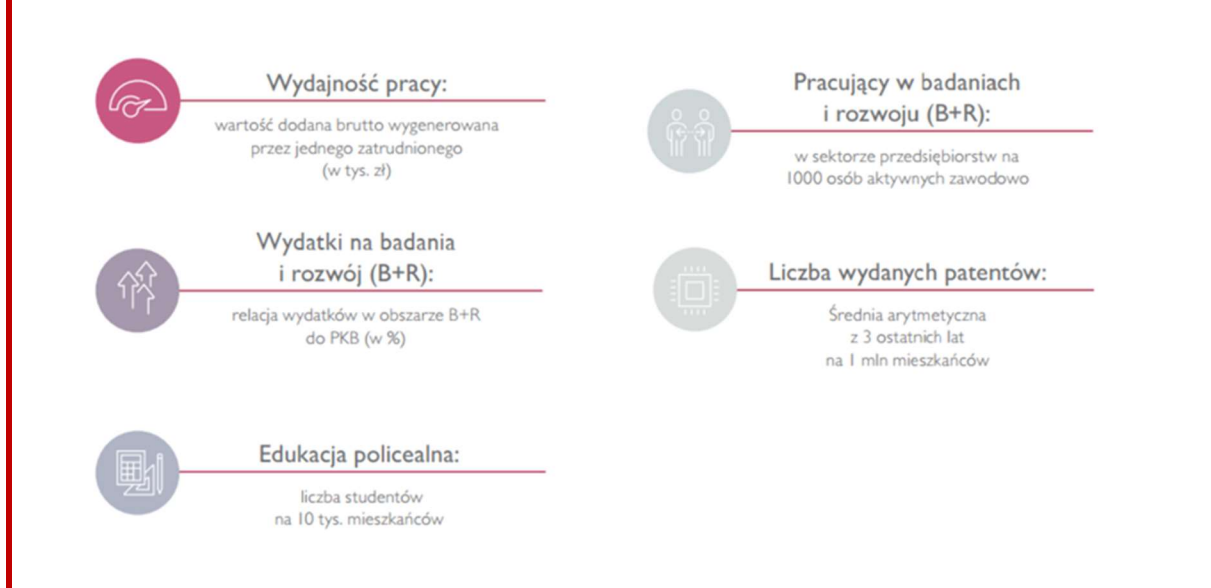 Wydajność pracy:
wartość dodana brutto wygenerowana
przez jednego zatrudnionego
(w tys. zł)
Wydatki na badania
i rozwój (B+R):
relacja wydatków w obszarze B+R
do PKB (w %)
Edukacja policealna:
liczba studentów
na 10 tys. mieszkańców
Pracujący w badaniach
i rozwoju (B+R):
w sektorze przedsiębiorstw na
1000 osób aktywnych zawodowo
Liczba wydanych patentów:
Średnia arytmetyczna
z 3 ostatnich lat
na 1 mln mieszkańców